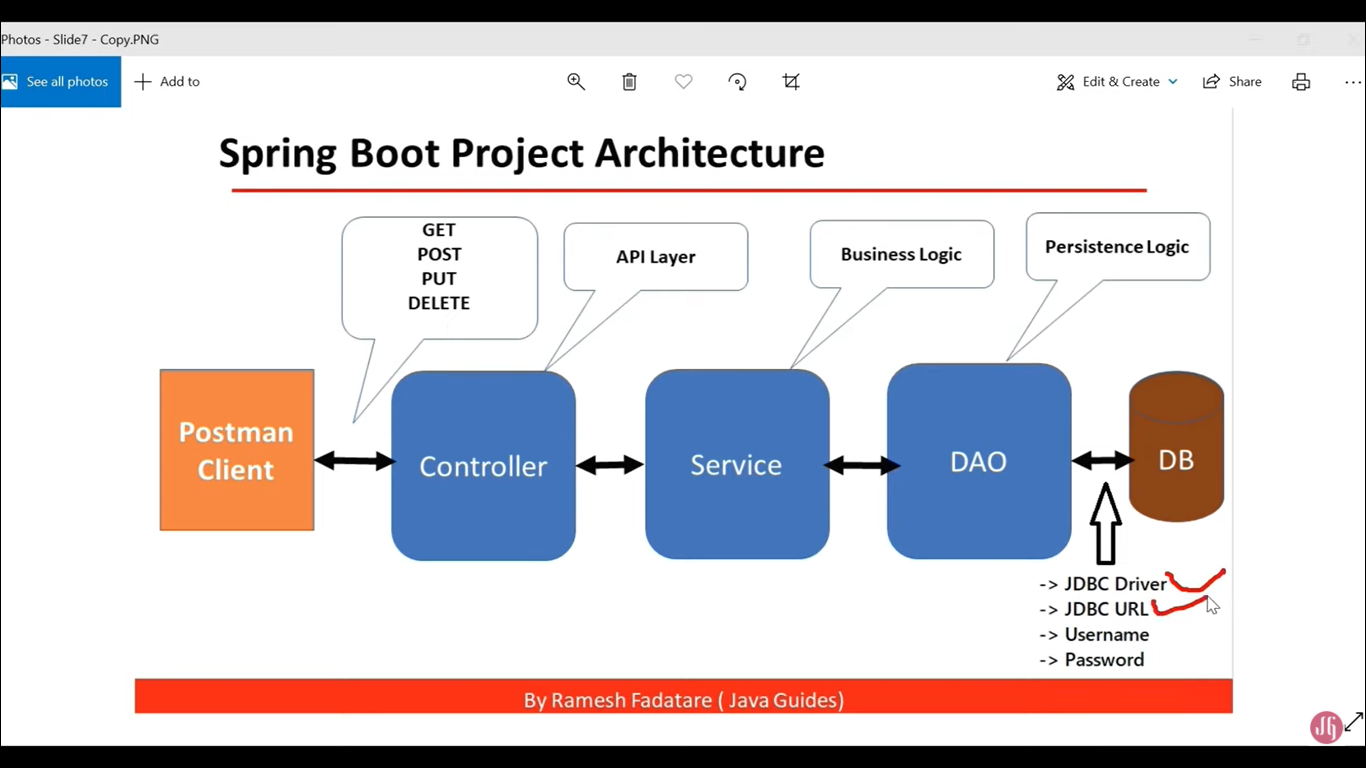 Photos - Slide7 - Copy.PNG
See all photos
Add to
Edit & Create
Share
Spring Boot Project Architecture
GET
POST
PUT
DELETE
API Layer
Business Logic
Persistence Logic
Postman
Client
Controller
Service
DAO
DB
-> JDBC Driver
-> JDBC URL
-> Username
-> Password
By Ramesh Fadatare ( Java Guides)
JG